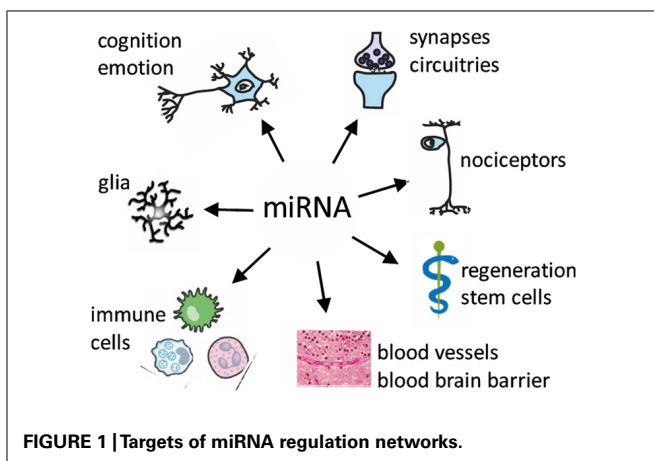 cognition
emotion
synapses
circuitries
nociceptors
glia
miRNA
regeneration
stem cells
immune
cells
blood vessels
blood brain barrier
FIGURE 1 | Targets of miRNA regulation networks.